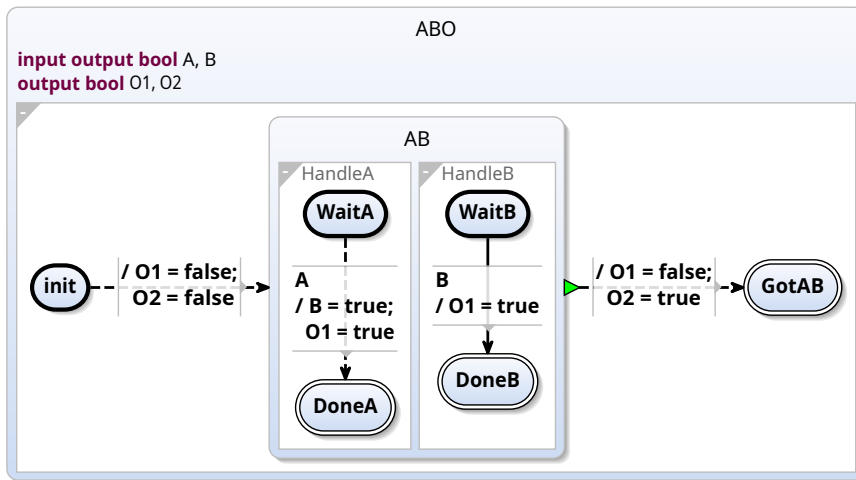 ABO
input output bool A, B
output bool O1, O2
-
AB
- HandleA
WaitA
A
/ B = true;
O1 = true
DoneA
- HandleB
WaitB
B
/ O1 = true
DoneB
init
/ O1 = false;
O2 = false
/ O1 = false;
O2 = true
GotAB